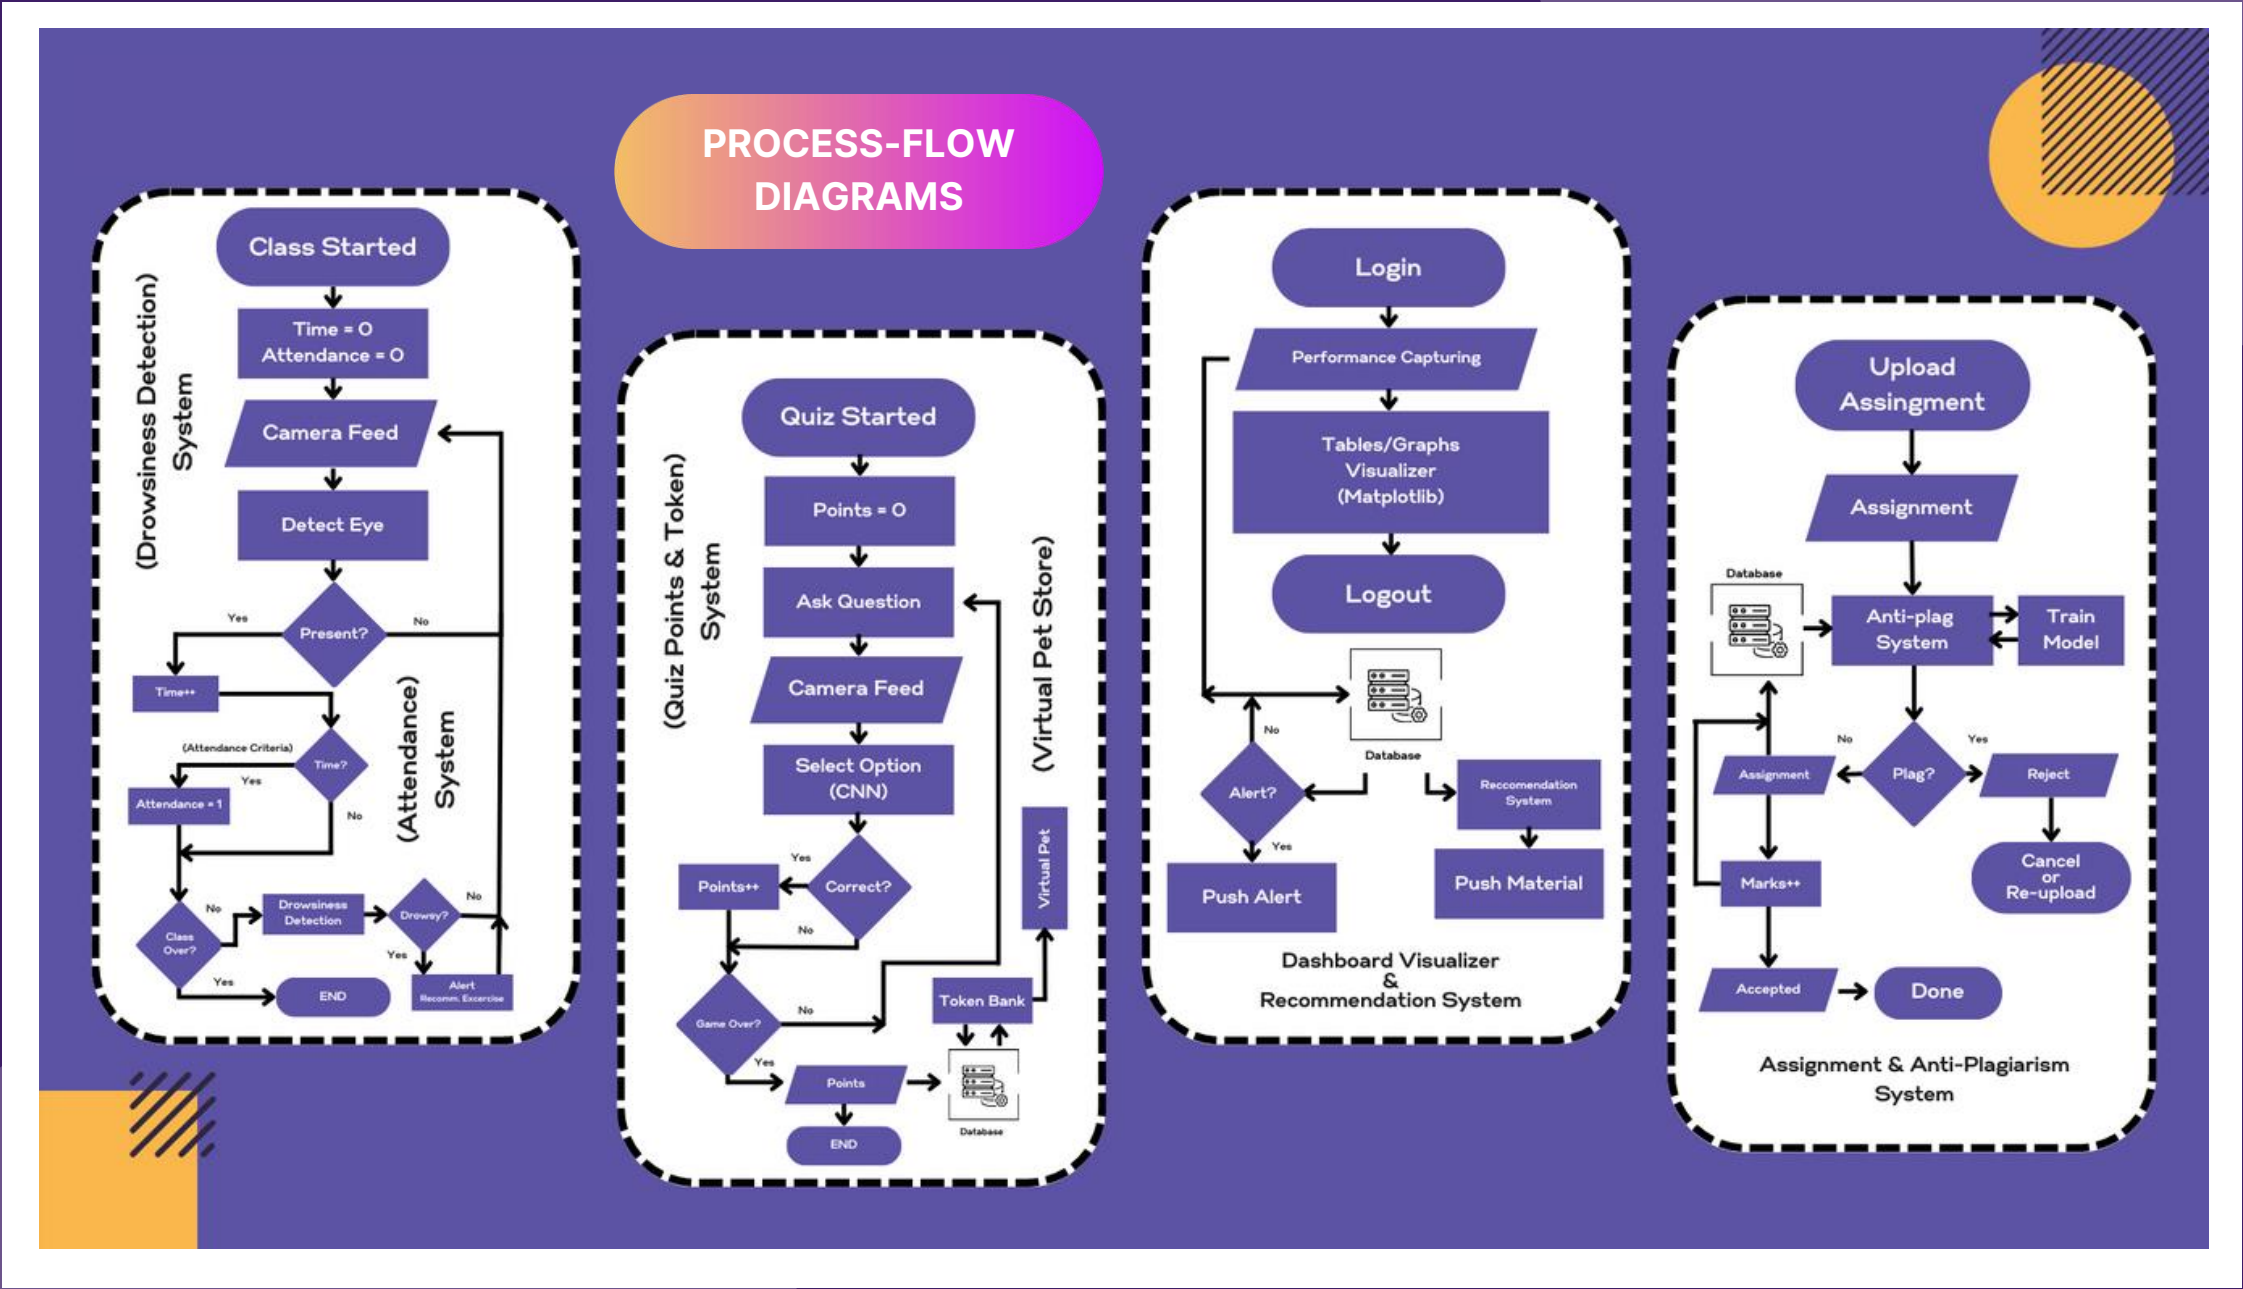 PROCESS-FLOW
DIAGRAMS
(Drowsiness Detection)
System
Class Started
Time = 0
Attendance = 0
Camera Feed
Detect Eye
Present?
Yes
No
Time++
Time?
(Attendance Criteria)
Yes
No
Attendance = 1
(Attendance)
System
Class
Over?
No
Yes
Drowsiness
Detection
Drowsy?
No
Yes
Alert
Recomm. Excercise
END
(Quiz Points & Token)
System
(Virtual Pet Store)
Quiz Started
Points = 0
Ask Question
Camera Feed
Select Option
(CNN)
Correct?
Yes
No
Points++
Game Over?
No
Yes
Points
END
Virtual Pet
Token Bank
Database
Login
Performance Capturing
Tables/Graphs
Visualizer
(Matplotlib)
Logout
Database
No
Alert?
Yes
Push Alert
Reccomendation
System
Push Material
Dashboard Visualizer
&
Recommendation System
Upload
Assingment
Assignment
Database
Anti-plag
System
Train
Model
Plag?
No
Yes
Assignment
Reject
Marks++
Cancel
or
Re-upload
Accepted
Done
Assignment & Anti-Plagiarism
System